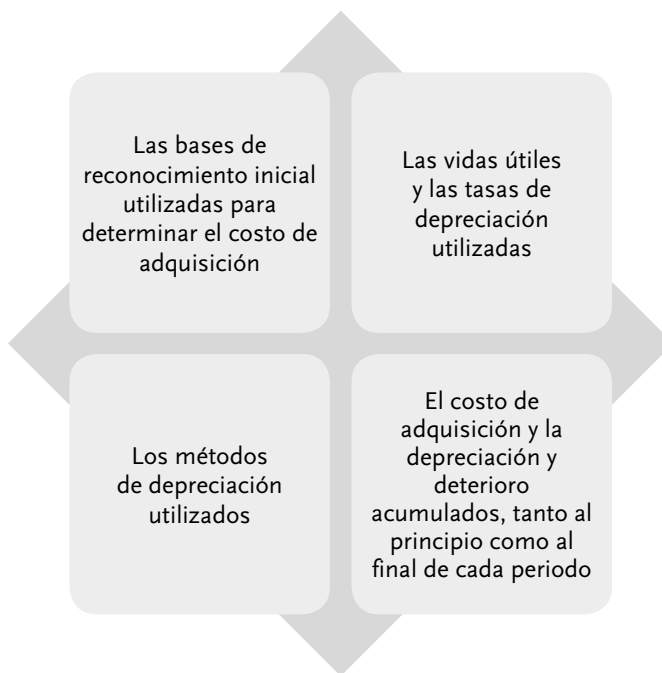 Las bases de
reconocimiento inicial
utilizadas para
determinar el costo de
adquisición
Las vidas útiles
y las tasas de
depreciación
utilizadas
Los métodos
de depreciación
utilizados
El costo de
adquisición y la
depreciación y
deterioro
acumulados, tanto al
principio como al
final de cada periodo